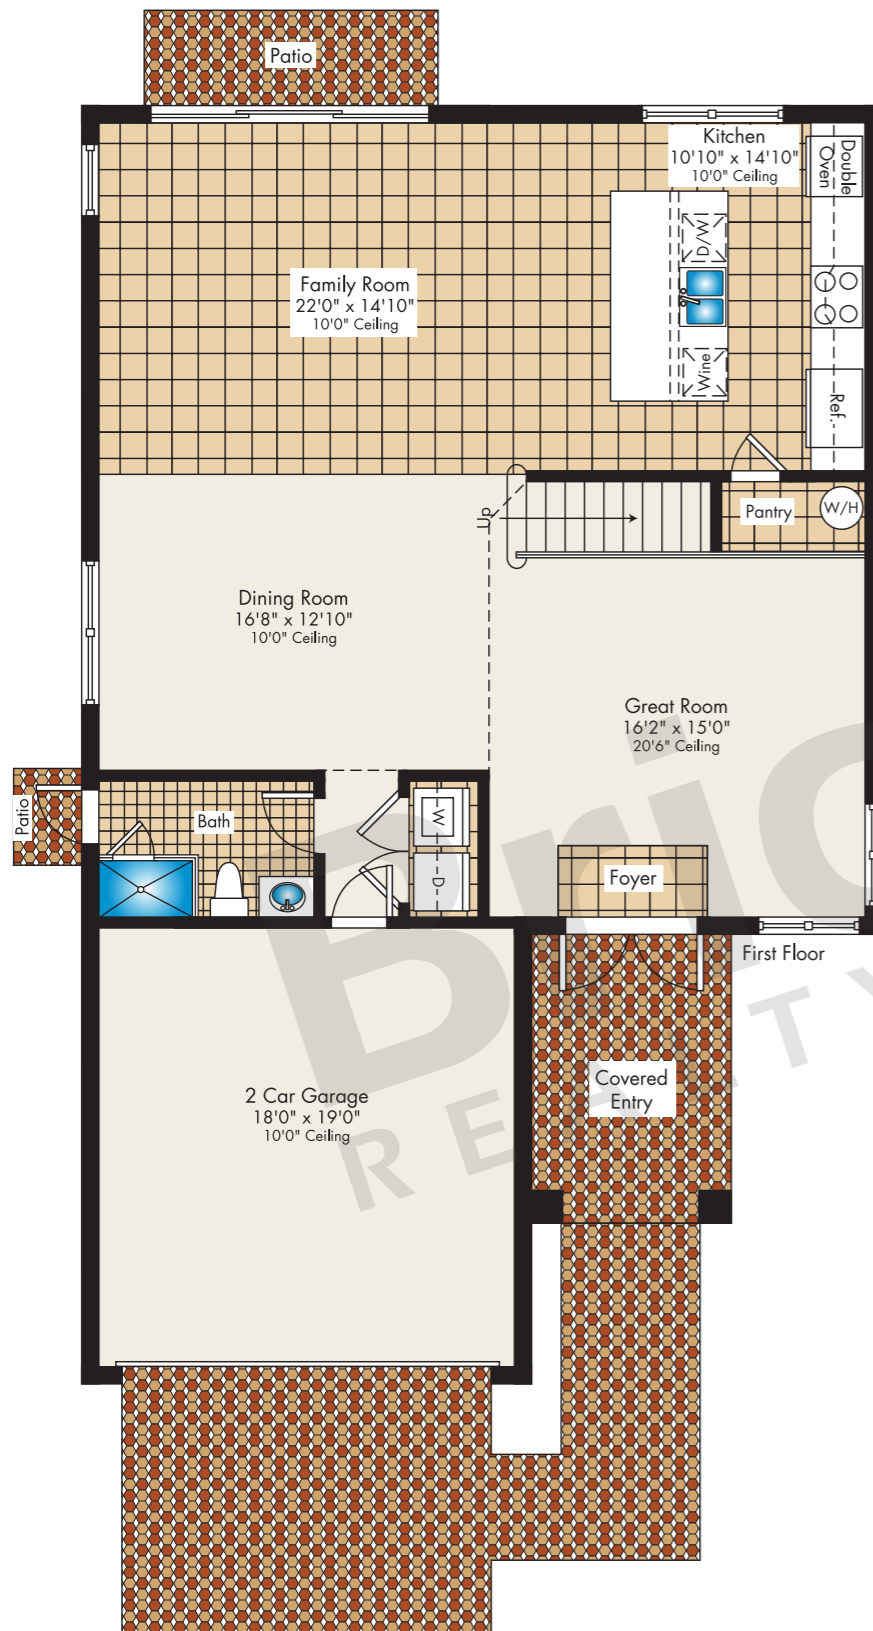 Patio
Kitchen
10'10" x 14'10"
10'0" Ceiling
Double
Oven
D/W
Family Room
22'0" x 14'10"
10'0" Ceiling
Wine
Ref.
Up
Pantry
W/H
Dining Room
16'8" x 12'10"
10'0" Ceiling
Great Room
16'2" x 15'0"
20'6" Ceiling
Patio
Bath
W
D
Foyer
First Floor
Covered
Entry
2 Car Garage
18'0" x 19'0"
10'0" Ceiling